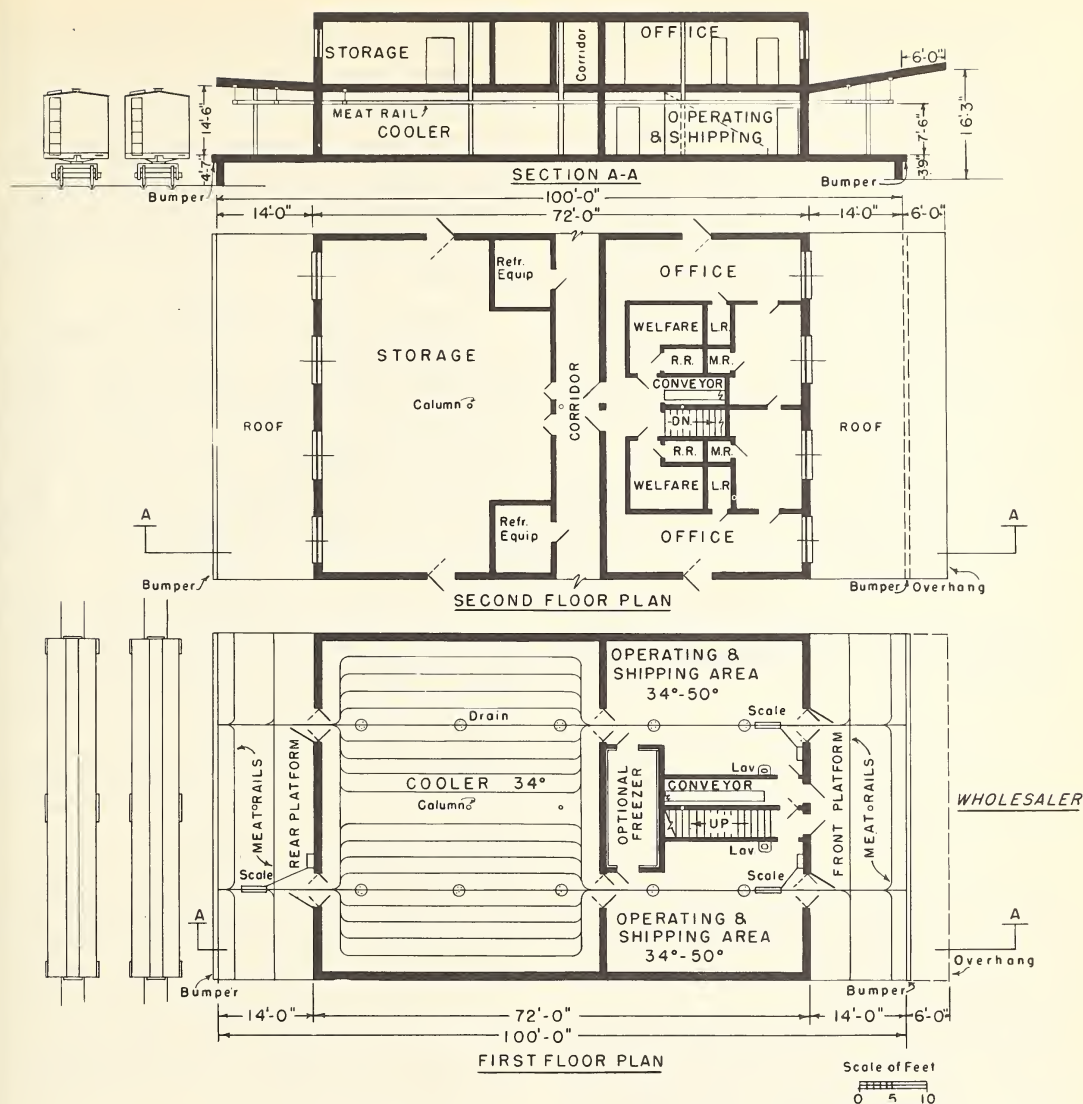 STORAGE
Corridor
OFFICE
6'-0"
MEAT RAIL
COOLER
OPERATING
& SHIPPING
14'-6"
4'-7"
7'-6"
39"
16'-3"
Bumper
SECTION A-A
Bumper
100'-0"
14'-0"
72'-0"
14'-0"
6'-0"
Refr.
Equip
OFFICE
WELFARE
L.R.
R.R.
M.R.
STORAGE
CONVEYOR
Column
CORRIDOR
ROOF
DN.
ROOF
R.R.
M.R.
WELFARE
L.R.
A
Refr.
Equip
OFFICE
A
Bumper
Bumper
Overhang
SECOND FLOOR PLAN
OPERATING &
SHIPPING AREA
34°-50°
Drain
Scale
MEAT RAILS
REAR PLATFORM
COOLER 34°
Column
OPTIONAL
FREEZER
Lav
CONVEYOR
UP
Lav
FRONT PLATFORM
MEAT RAILS
WHOLESALER
Scale
Scale
A
OPERATING &
SHIPPING AREA
34°-50°
A
Overhang
Bumper
Bumper
14'-0"
72'-0"
14'-0"
6'-0"
100'-0"
FIRST FLOOR PLAN
Scale of Feet
0 5 10